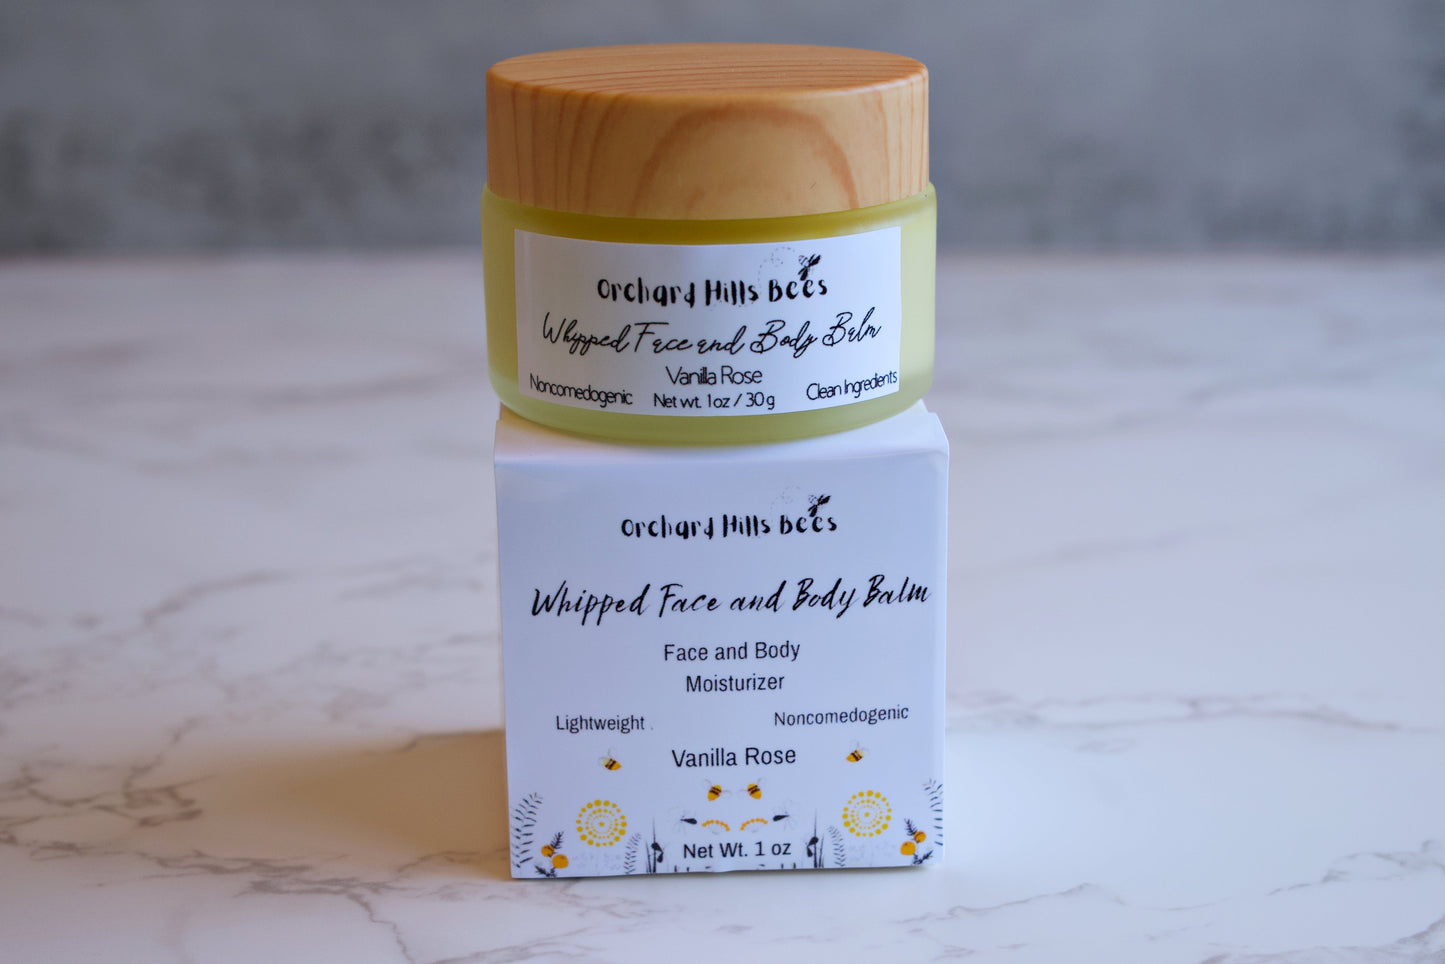 Orchard Hills Bees
Whipped Face and Body Balm
Vanilla Rose
Noncomedogenic
Net wt. 1oz / 30g
Clean Ingredients
Orchard Hills Bees
Whipped Face and Body Balm
Face and Body
Moisturizer
Lightweight
Noncomedogenic
Vanilla Rose
Net Wt. 1 oz